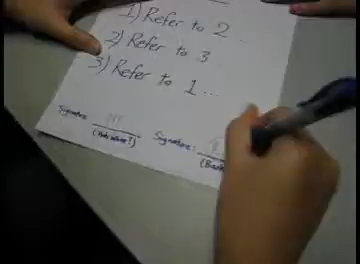 1) Refer to 2 ...
2) Refer to 3
3) Refer to 1 ...
Signature: Signature: